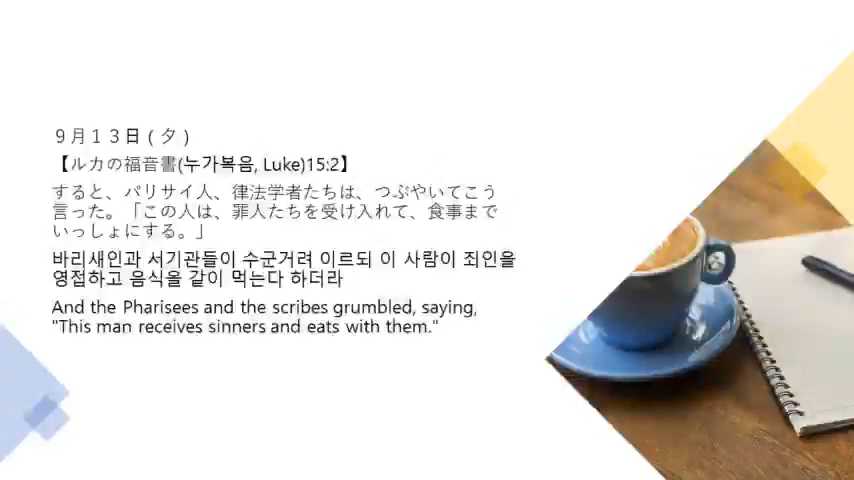 ９月１３日 ( 夕 )
【ルカの福音書(누가복음, Luke)15:2】
すると、パリサイ人、律法学者たちは、つぶやいてこう
言った。「この人は、罪人たちを受け入れて、食事まで
いっしょにする。」
바리새인과 서기관들이 수군거려 이르되 이 사람이 죄인을
영접하고 음식을 같이 먹는다 하더라
And the Pharisees and the scribes grumbled, saying,
"This man receives sinners and eats with them."